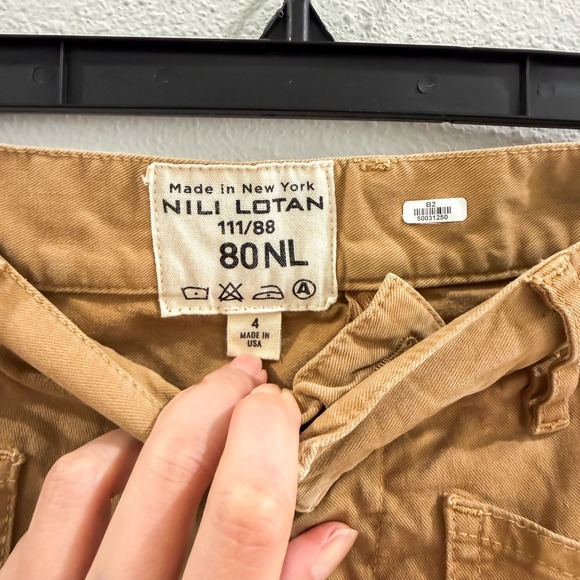 Made in New York
NILI LOTAN
111/88
80NL
A
4
MADE IN
USA
B2
50031250